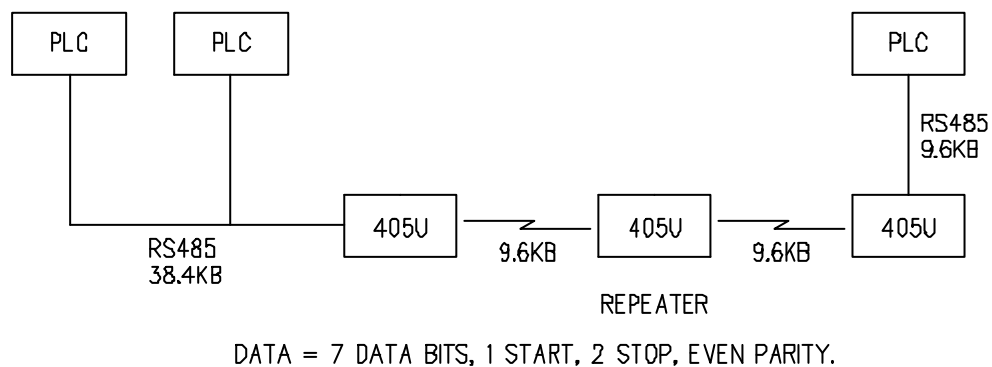 PLC
PLC
PLC
RS485
9.6KB
405U
405U
405U
RS485
38.4KB
9.6KB
9.6KB
REPEATER
DATA = 7 DATA BITS, 1 START, 2 STOP, EVEN PARITY.